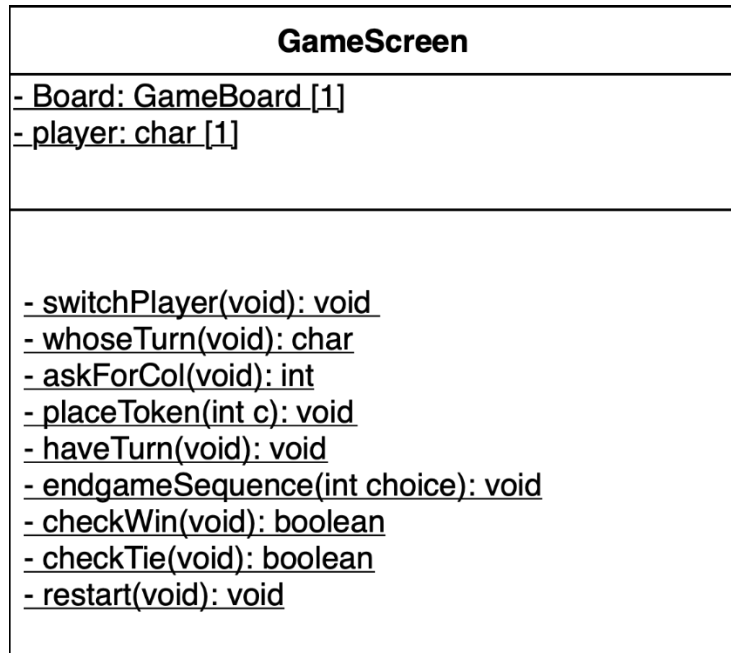 GameScreen
- Board: GameBoard [1]
- player: char [1]
- switchPlayer(void): void
- whoseTurn(void): char
- askForCol(void): int
- placeToken(int c): void
- haveTurn(void): void
- endgameSequence(int choice): void
- checkWin(void): boolean
- checkTie(void): boolean
- restart(void): void